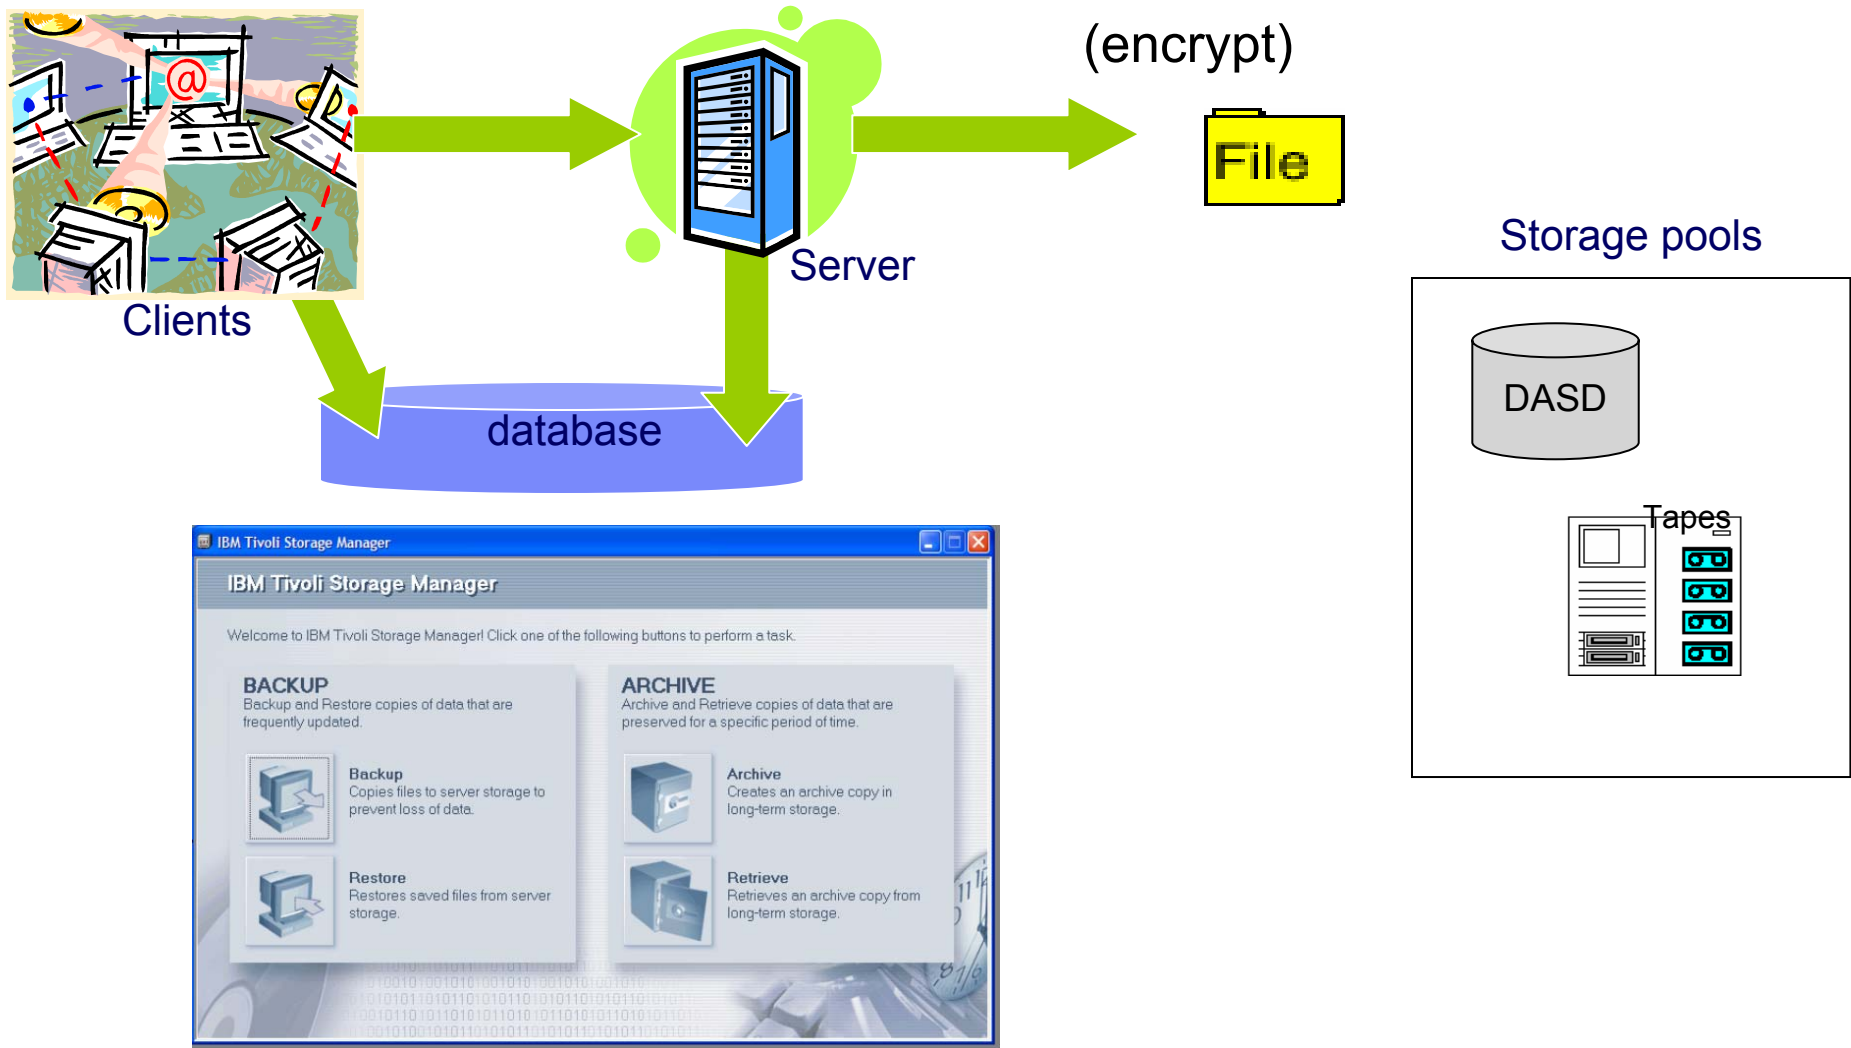 (encrypt)
@
File
Storage pools
Server
Clients
DASD
database
Tapes
IBM Tivoli Storage Manager
IBM Tivoli Storage Manager
Welcome to IBM Tivoli Storage Manager! Click one of the following buttons to perform a task.
BACKUP
Backup and Restore copies of data that are
frequently updated.
Backup
Copies files to server storage to
prevent loss of data.
Restore
Restores saved files from server
storage.
ARCHIVE
Archive and Retrieve copies of data that are
preserved for a specific period of time.
Archive
Creates an archive copy in
long-term storage.
Retrieve
Retrieves an archive copy from
long-term storage.